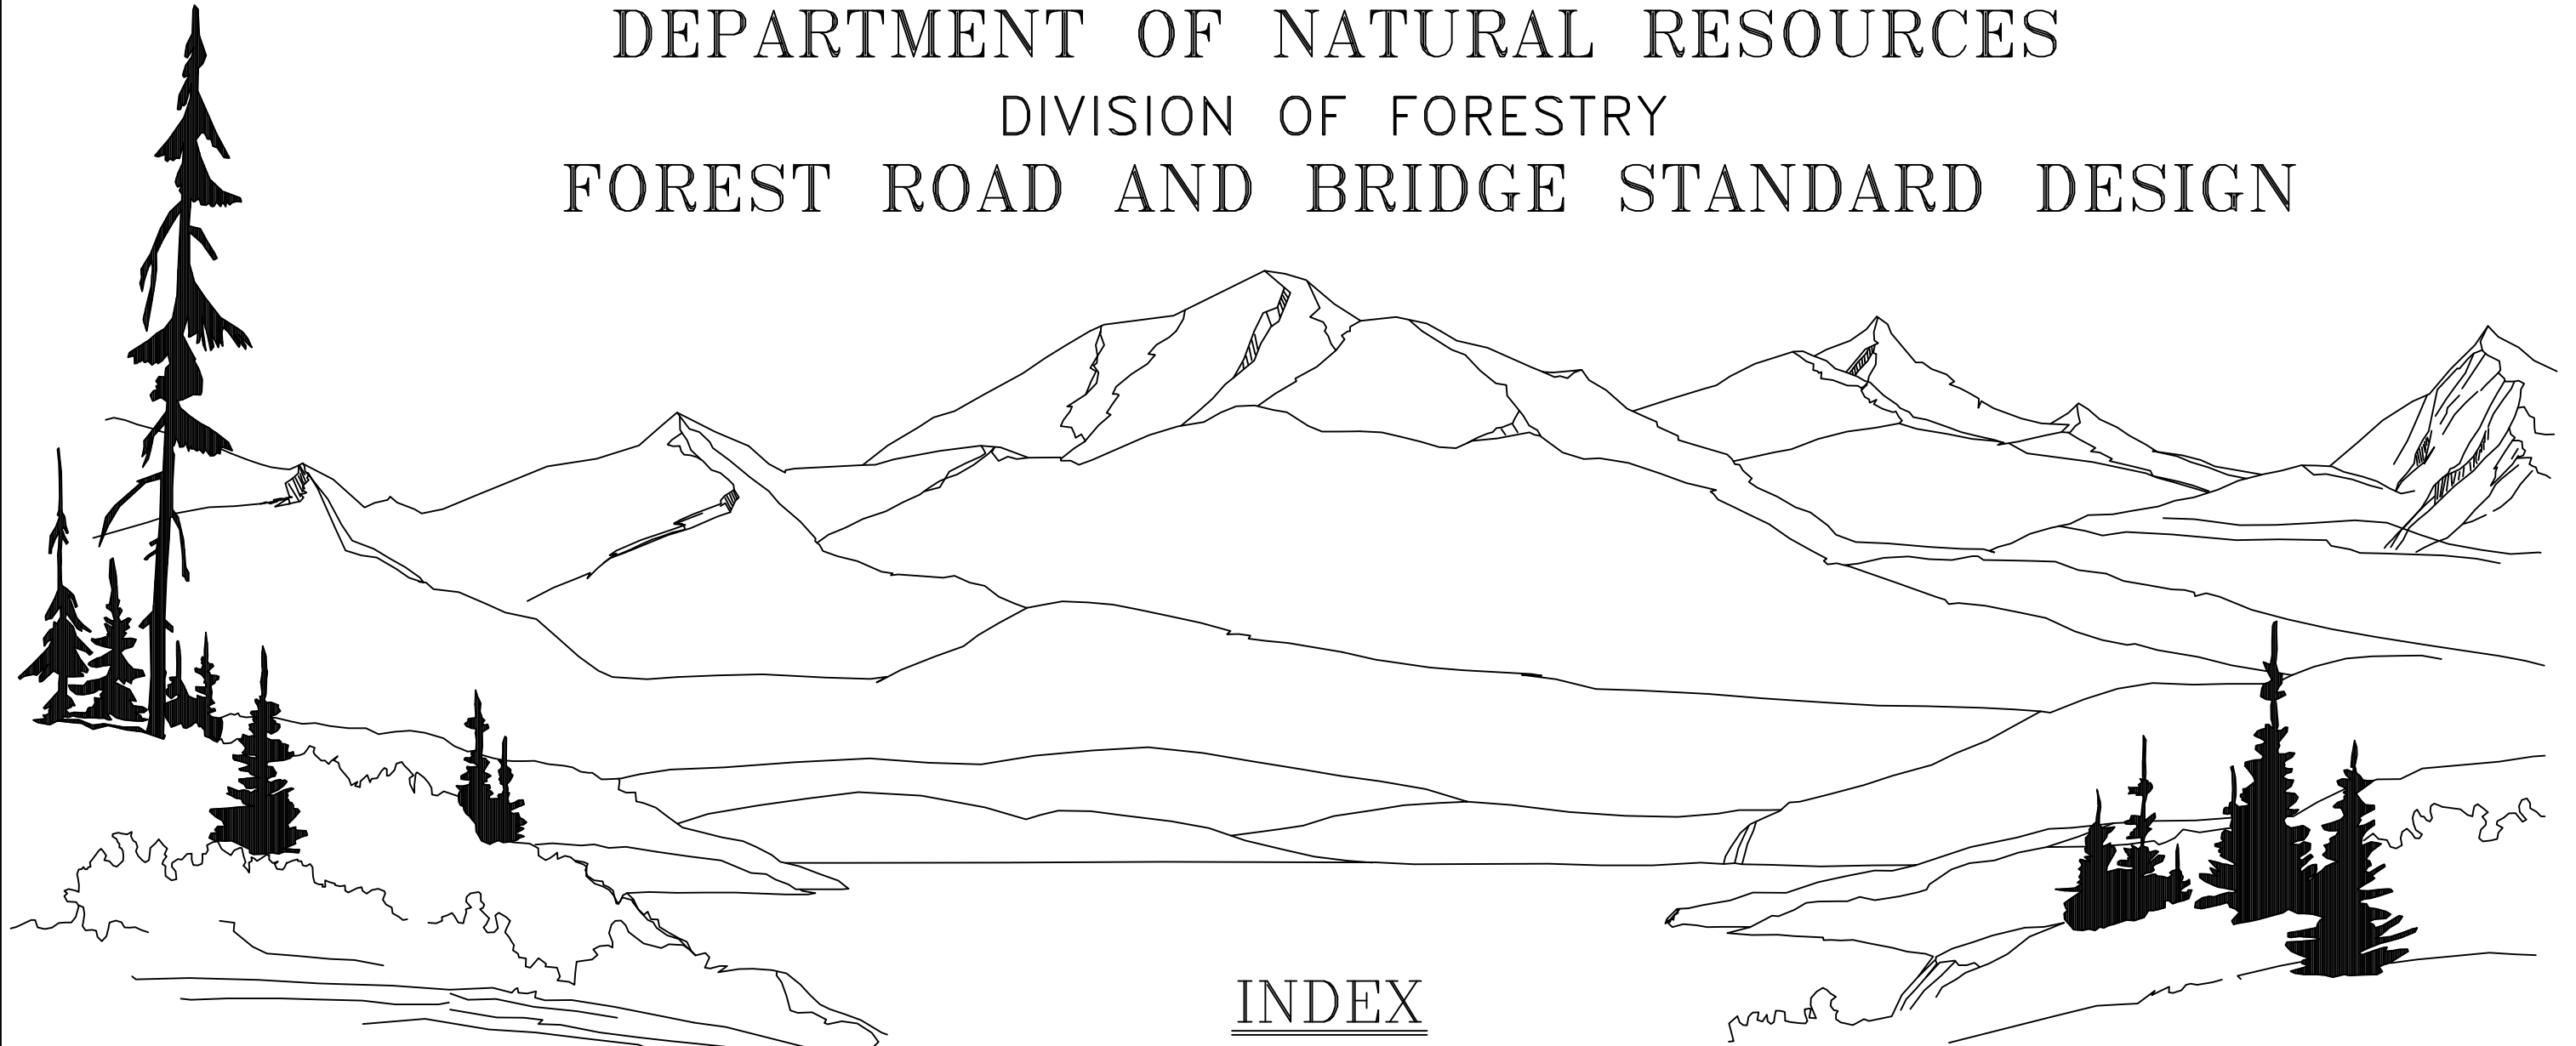 DEPARTMENT OF NATURAL RESOURCES
DIVISION OF FORESTRY
FOREST ROAD AND BRIDGE STANDARD DESIGN
INDEX